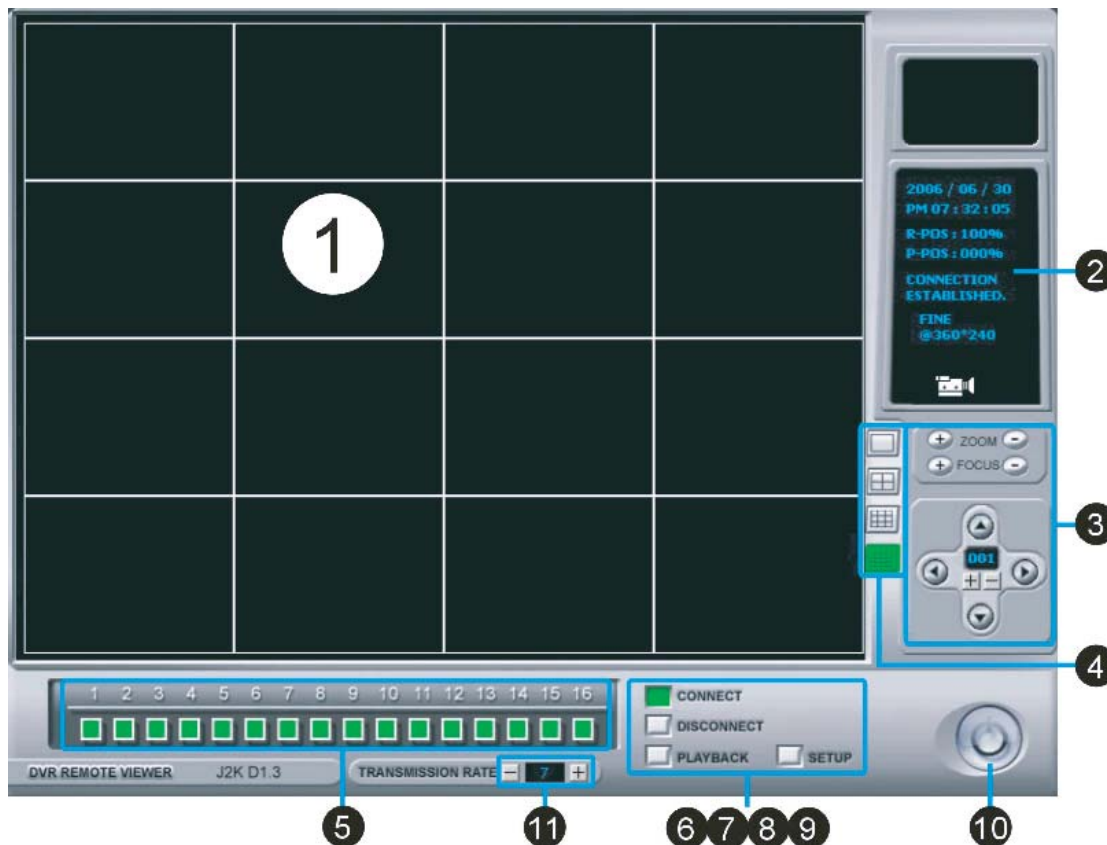 1
2006 / 06 / 30
PM 07 : 32 : 05
R-POS : 100%
P-POS : 000%
CONNECTION
ESTABLISHED.
FINE
@360*240
2
+ ZOOM -
+ FOCUS -
3
001
+ -
4
1 2 3 4 5 6 7 8 9 10 11 12 13 14 15 16
CONNECT
DISCONNECT
PLAYBACK SETUP
DVR REMOTE VIEWER J2K D1.3 TRANSMISSION RATE - 7 +
5 11 6 7 8 9 10